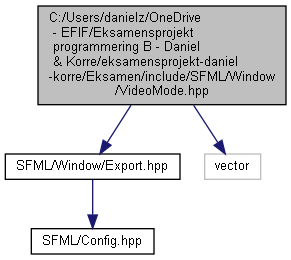 C:/Users/danielz/OneDrive
- EFIF/Eksamensprojekt
programmering B - Daniel
& Korre/eksamensprojekt-daniel
-korre/Eksamen/include/SFML/Window
/VideoMode.hpp
SFML/Window/Export.hpp
vector
SFML/Config.hpp